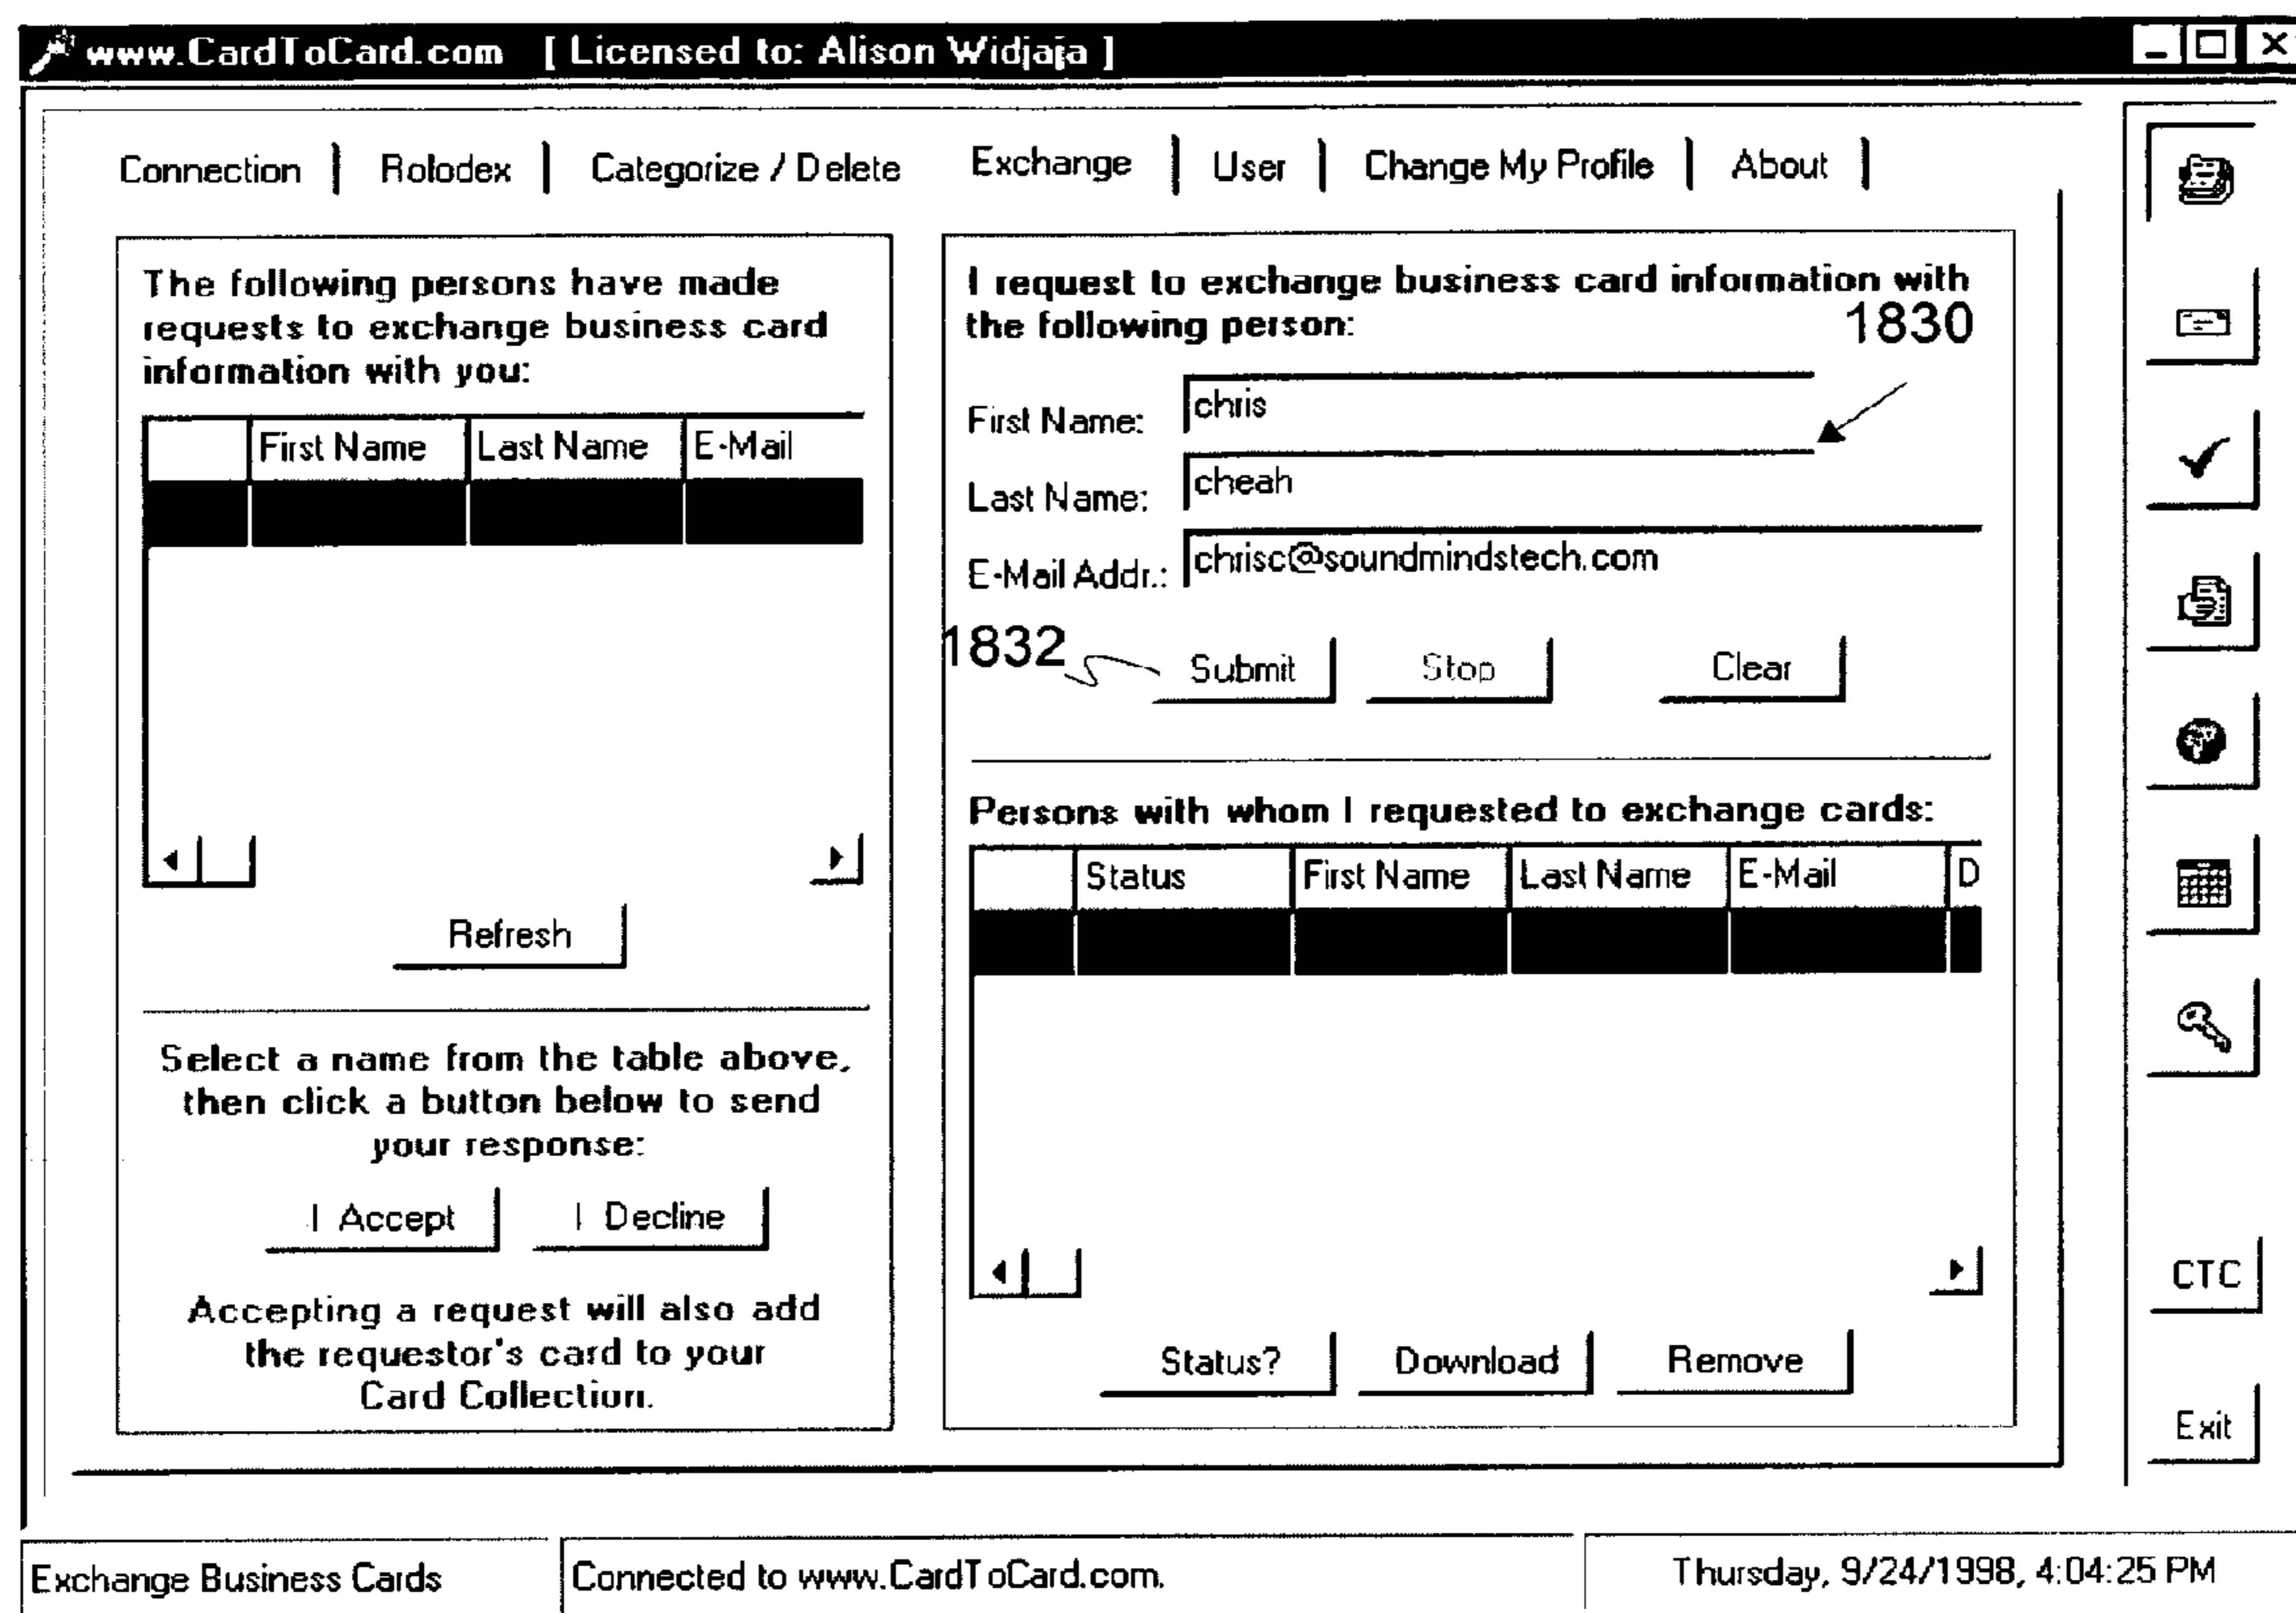 www.CardToCard.com [ Licensed to: Alison Widjaja ]
Connection | Rolodex | Categorize / Delete Exchange | User | Change My Profile | About |
The following persons have made
requests to exchange business card
information with you:
First Name Last Name E-Mail
Refresh
Select a name from the table above,
then click a button below to send
your response:
I Accept I Decline
Accepting a request will also add
the requestor's card to your
Card Collection.
I request to exchange business card information with
the following person:
1830
First Name: chris
Last Name: cheah
E-Mail Addr.: chrisc@soundmindstech.com
1832 Submit Stop Clear
Persons with whom I requested to exchange cards:
Status First Name Last Name E-Mail D
Status? Download Remove
CTC
Exit
Exchange Business Cards Connected to www.CardToCard.com. Thursday, 9/24/1998, 4:04:25 PM